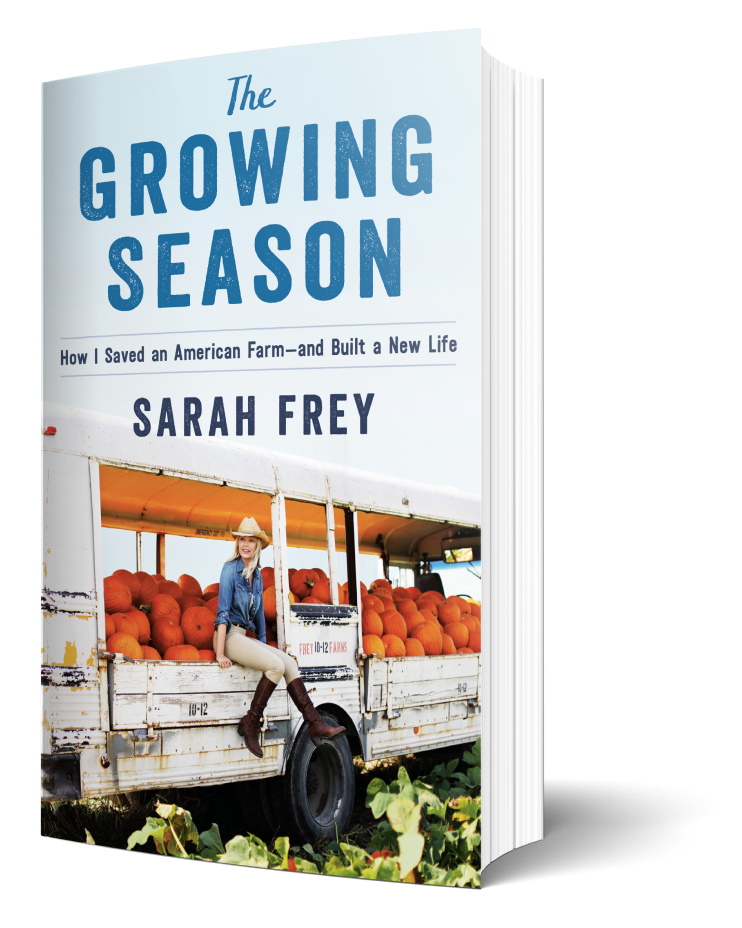 The
GROWING
SEASON
How I Saved an American Farm—and Built a New Life
SARAH FREY
FREY 10-12 FARMS
10-12
10-12